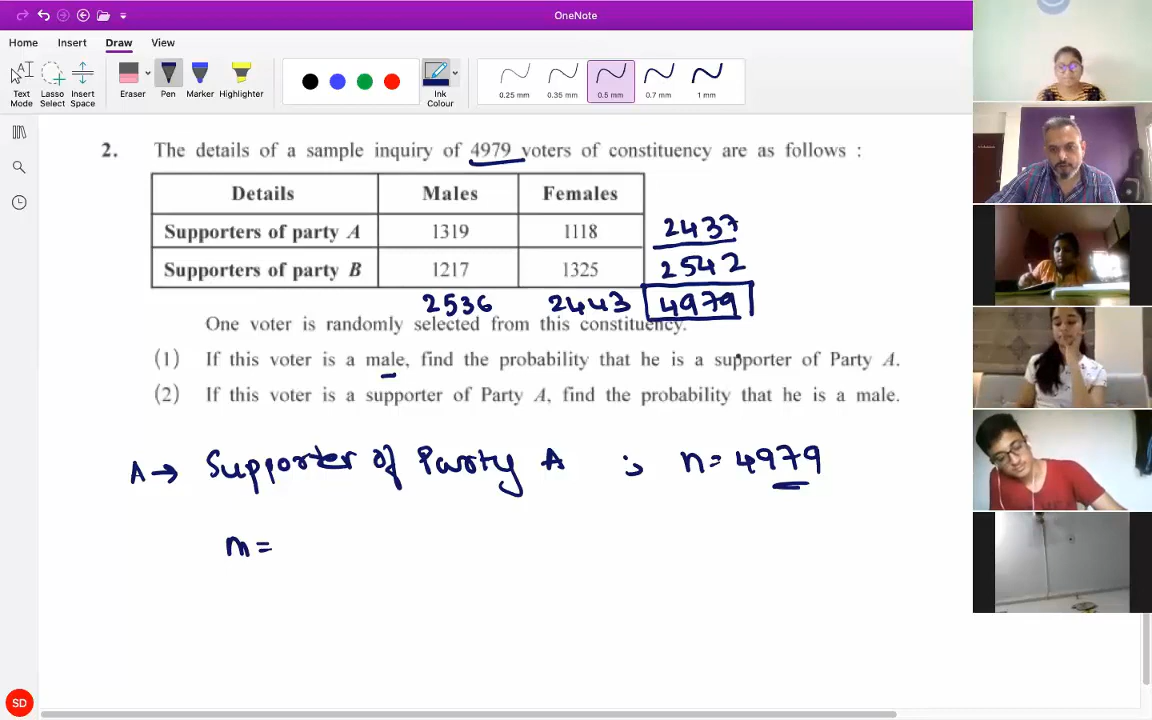 OneNote
Home Insert Draw View
Text Mode Lasso Select Insert Space Eraser Pen Marker Highlighter Ink Colour 0.25 mm 0.35 mm 0.5 mm 0.7 mm 1 mm
2. The details of a sample inquiry of 4979 voters of constituency are as follows :
Details Males Females
Supporters of party A 1319 1118 2437
Supporters of party B 1217 1325 2542
2536 2443 4979
One voter is randomly selected from this constituency.
(1) If this voter is a male, find the probability that he is a supporter of Party A.
(2) If this voter is a supporter of Party A, find the probability that he is a male.
A → Supporter of Party A ; n = 4979
m =
SD